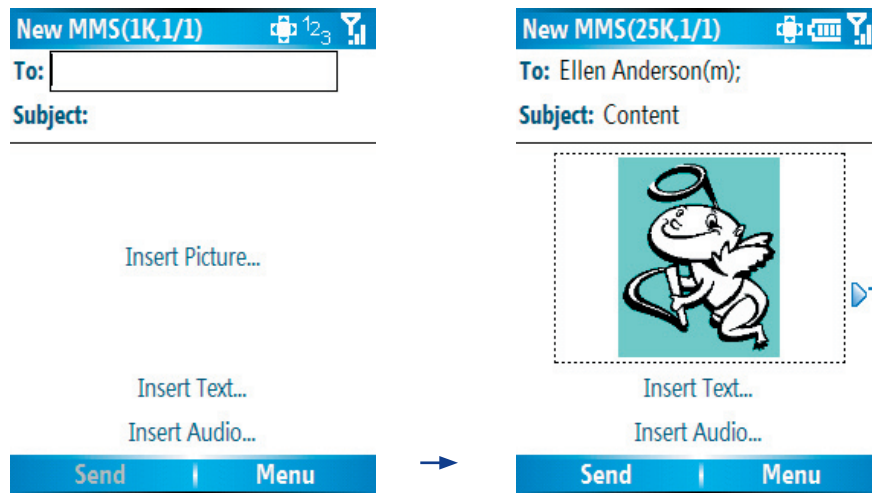 New MMS(1K,1/1) 123
To:
Subject:
Insert Picture...
Insert Text...
Insert Audio...
Send Menu
New MMS(25K,1/1)
To: Ellen Anderson(m);
Subject: Content
Insert Text...
Insert Audio...
Send Menu